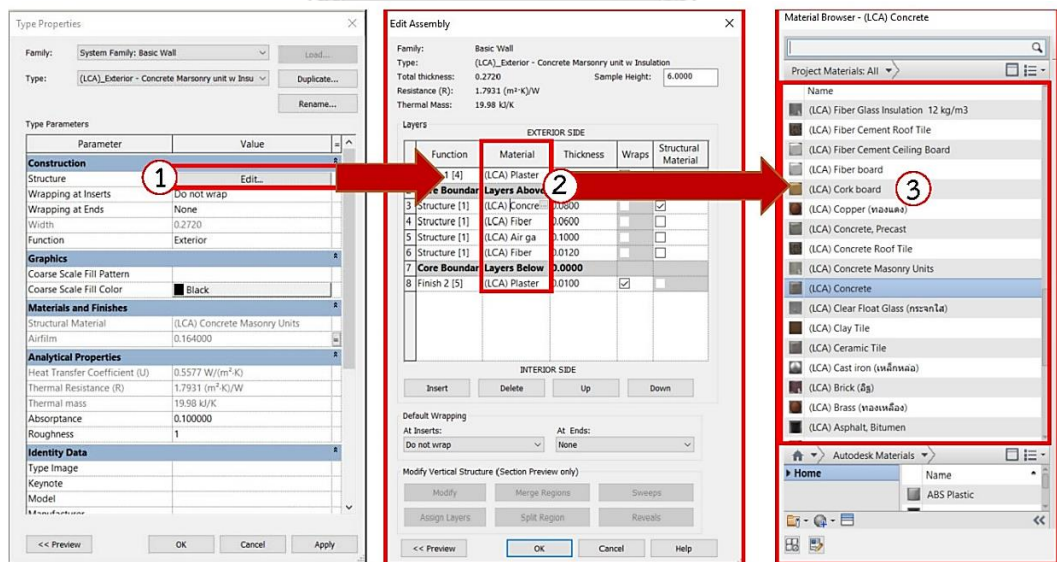 Type Properties
Family:
System Family: Basic Wall
Load...
Type:
(LCA)_Exterior - Concrete Marsonry unit w Insu
Duplicate...
Rename...
Type Parameters
Parameter Value =
Construction
Structure Edit...
Wrapping at Inserts Do not wrap
Wrapping at Ends None
Width 0.2720
Function Exterior
Graphics
Coarse Scale Fill Pattern
Coarse Scale Fill Color Black
Materials and Finishes
Structural Material (LCA) Concrete Masonry Units
Airfilm 0.164000
Analytical Properties
Heat Transfer Coefficient (U) 0.5577 W/(m²·K)
Thermal Resistance (R) 1.7931 (m²·K)/W
Thermal mass 19.98 kJ/K
Absorptance 0.100000
Roughness 1
Identity Data
Type Image
Keynote
Model
Manufacturer
<< Preview OK Cancel Apply
1
Edit Assembly
Family: Basic Wall
Type: (LCA)_Exterior - Concrete Marsonry unit w Insulation
Total thickness: 0.2720 Sample Height: 6.0000
Resistance (R): 1.7931 (m²·K)/W
Thermal Mass: 19.98 kJ/K
Layers
EXTERIOR SIDE
Function Material Thickness Wraps Structural Material
1 [4] (LCA) Plaster
Boundar Layers Above
3 Structure [1] (LCA) Concre 0.0800
4 Structure [1] (LCA) Fiber 0.0600
5 Structure [1] (LCA) Air ga 0.1000
6 Structure [1] (LCA) Fiber 0.0120
7 Core Boundar Layers Below 0.0000
8 Finish 2 [5] (LCA) Plaster 0.0100
INTERIOR SIDE
Insert Delete Up Down
Default Wrapping
At Inserts: At Ends:
Do not wrap None
Modify Vertical Structure (Section Preview only)
Modify Merge Regions Sweeps
Assign Layers Split Region Reveals
<< Preview OK Cancel Help
2
Material Browser - (LCA) Concrete
Project Materials: All
Name
(LCA) Fiber Glass Insulation 12 kg/m3
(LCA) Fiber Cement Roof Tile
(LCA) Fiber Cement Ceiling Board
(LCA) Fiber board
(LCA) Cork board
3
(LCA) Copper (ทองแดง)
(LCA) Concrete, Precast
(LCA) Concrete Roof Tile
(LCA) Concrete Masonry Units
(LCA) Concrete
(LCA) Clear Float Glass (กระจกใส)
(LCA) Clay Tile
(LCA) Ceramic Tile
(LCA) Cast iron (เหล็กหล่อ)
(LCA) Brick (อิฐ)
(LCA) Brass (ทองเหลือง)
(LCA) Asphalt, Bitumen
Autodesk Materials
Home
Name
ABS Plastic